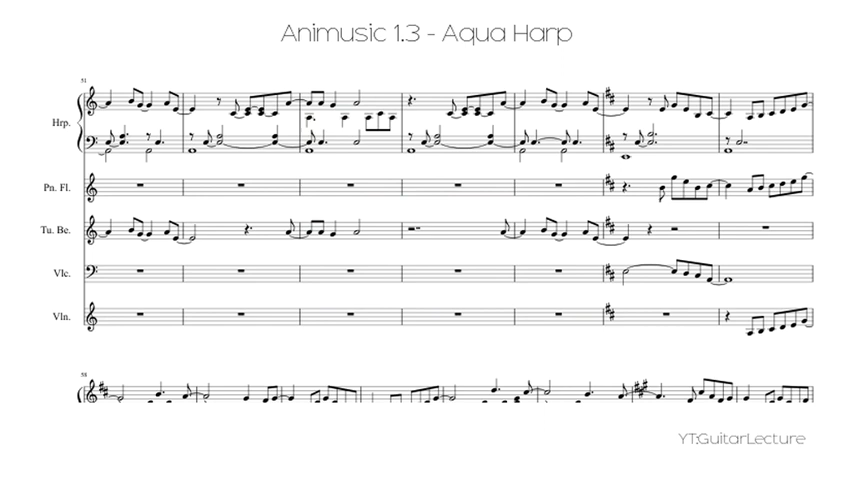 Animusic 1.3 - Aqua Harp
51
Hrp.
Pn. Fl.
Tu. Be.
Vlc.
Vln.
58
YT:GuitarLecture